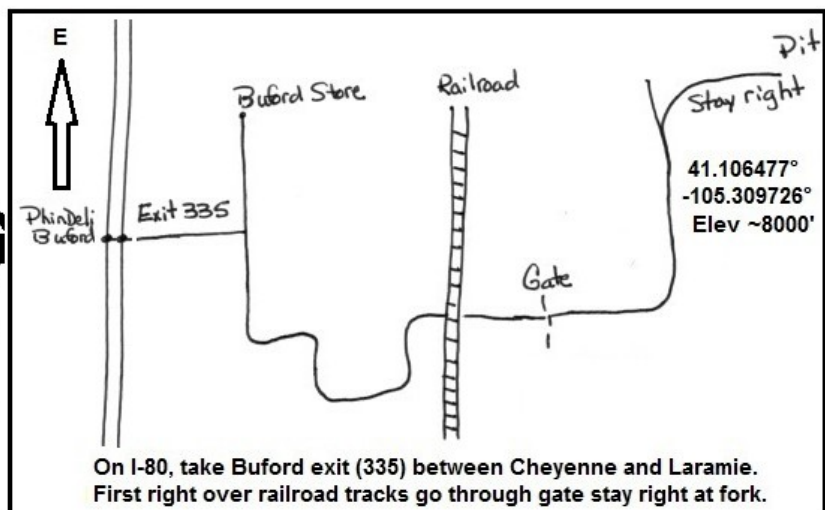 E
Pit
Buford Store
Railroad
Stay right
41.106477°
-105.309726°
Elev ~8000'
PhinDeli
Buford
Exit 335
Gate
On I-80, take Buford exit (335) between Cheyenne and Laramie.
First right over railroad tracks go through gate stay right at fork.